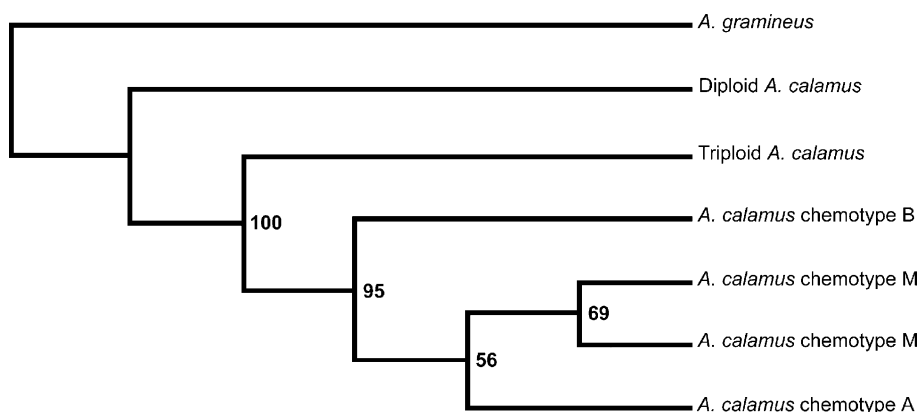 A. gramineus
Diploid A. calamus
Triploid A. calamus
A. calamus chemotype B
100
A. calamus chemotype M
95
69
A. calamus chemotype M
56
A. calamus chemotype A